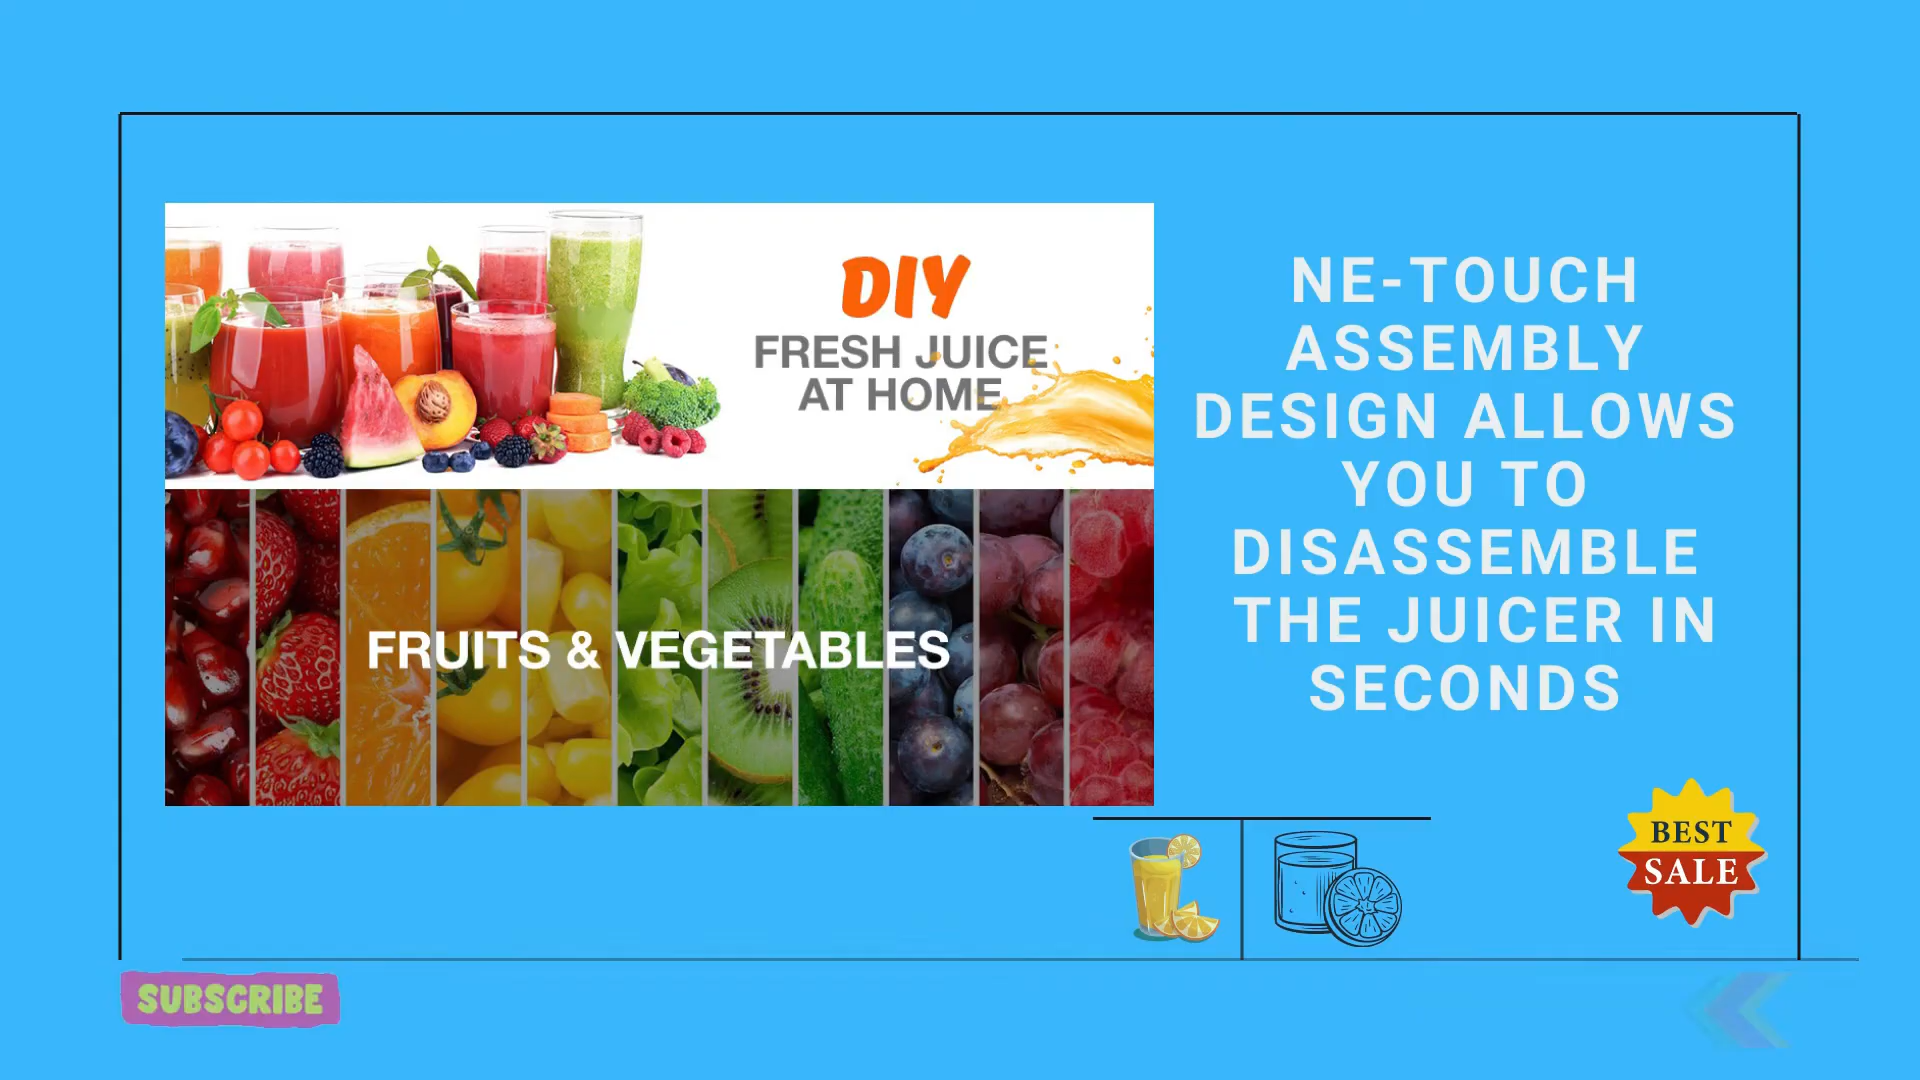 DIY
FRESH JUICE
AT HOME
FRUITS & VEGETABLES
NE-TOUCH
ASSEMBLY
DESIGN ALLOWS
YOU TO
DISASSEMBLE
THE JUICER IN
SECONDS
BEST
SALE
SUBSCRIBE